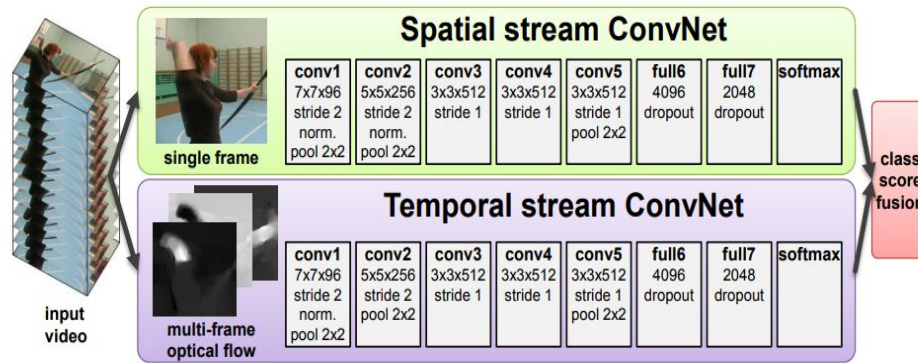 Spatial stream ConvNet
conv1
7x7x96
stride 2
norm.
pool 2x2
conv2
5x5x256
stride 2
norm.
pool 2x2
conv3
3x3x512
stride 1
conv4
3x3x512
stride 1
conv5
3x3x512
stride 1
pool 2x2
full6
4096
dropout
full7
2048
dropout
softmax
single frame
Temporal stream ConvNet
conv1
7x7x96
stride 2
norm.
pool 2x2
conv2
5x5x256
stride 2
pool 2x2
conv3
3x3x512
stride 1
conv4
3x3x512
stride 1
conv5
3x3x512
stride 1
pool 2x2
full6
4096
dropout
full7
2048
dropout
softmax
multi-frame
optical flow
input
video
class
score
fusion